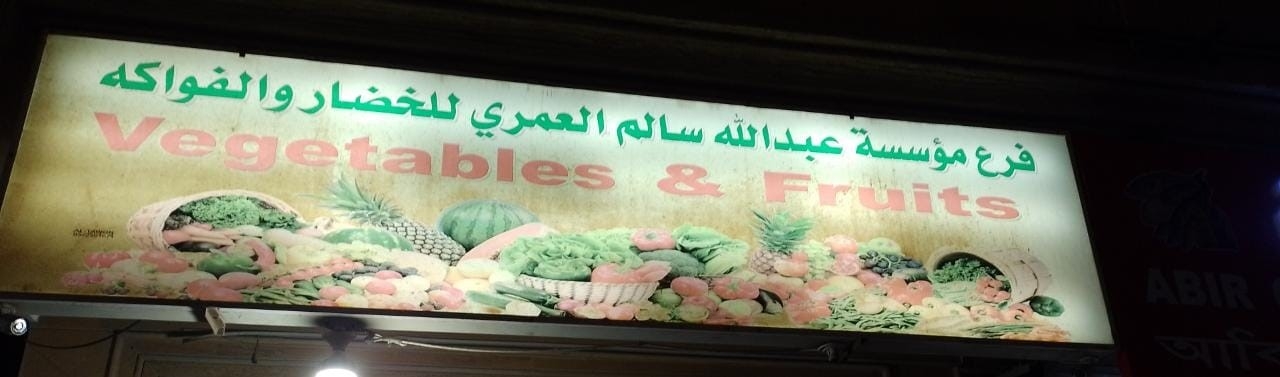 فرع مؤسسة عبدالله سالم العمري للخضار والفواكه
Vegetables & Fruits
ABIR